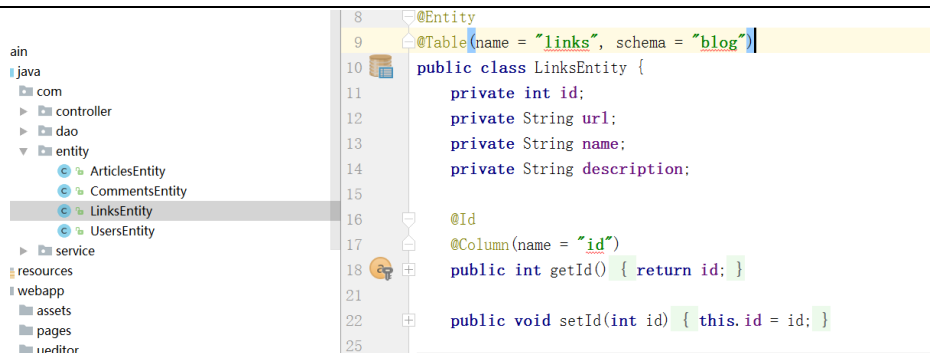 ain
java
com
controller
dao
entity
ArticlesEntity
CommentsEntity
LinksEntity
UsersEntity
service
resources
webapp
assets
pages
ueditor
8 @Entity
9 @Table(name = "links", schema = "blog")
10 public class LinksEntity {
11 private int id;
12 private String url;
13 private String name;
14 private String description;
15
16 @Id
17 @Column(name = "id")
18 public int getId() { return id; }
21
22 public void setId(int id) { this.id = id; }
25